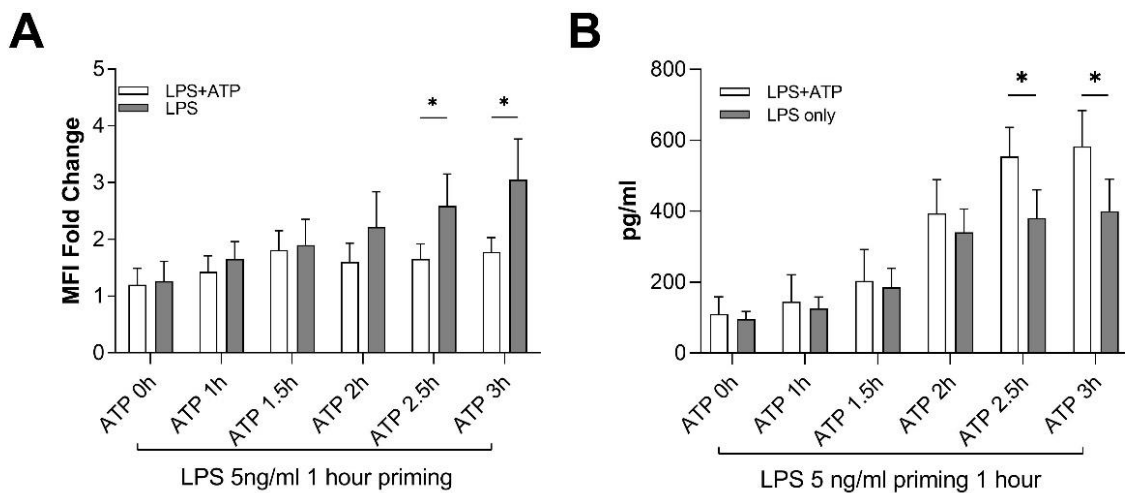 A
MFI Fold Change
5
4
3
2
1
0
LPS+ATP
LPS
*
*
ATP 0h
ATP 1h
ATP 1.5h
ATP 2h
ATP 2.5h
ATP 3h
LPS 5ng/ml 1 hour priming
B
pg/ml
800
600
400
200
0
LPS+ATP
LPS only
*
*
ATP 0h
ATP 1h
ATP 1.5h
ATP 2h
ATP 2.5h
ATP 3h
LPS 5 ng/ml priming 1 hour